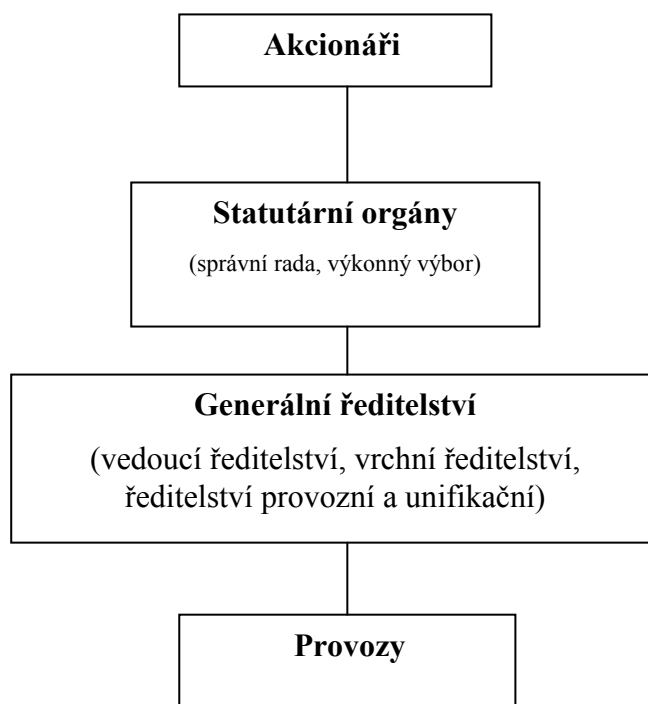 Akcionáři
Statutární orgány
(správní rada, výkonný výbor)
Generální ředitelství
(vedoucí ředitelství, vrchní ředitelství,
ředitelství provozní a unifikační)
Provozy